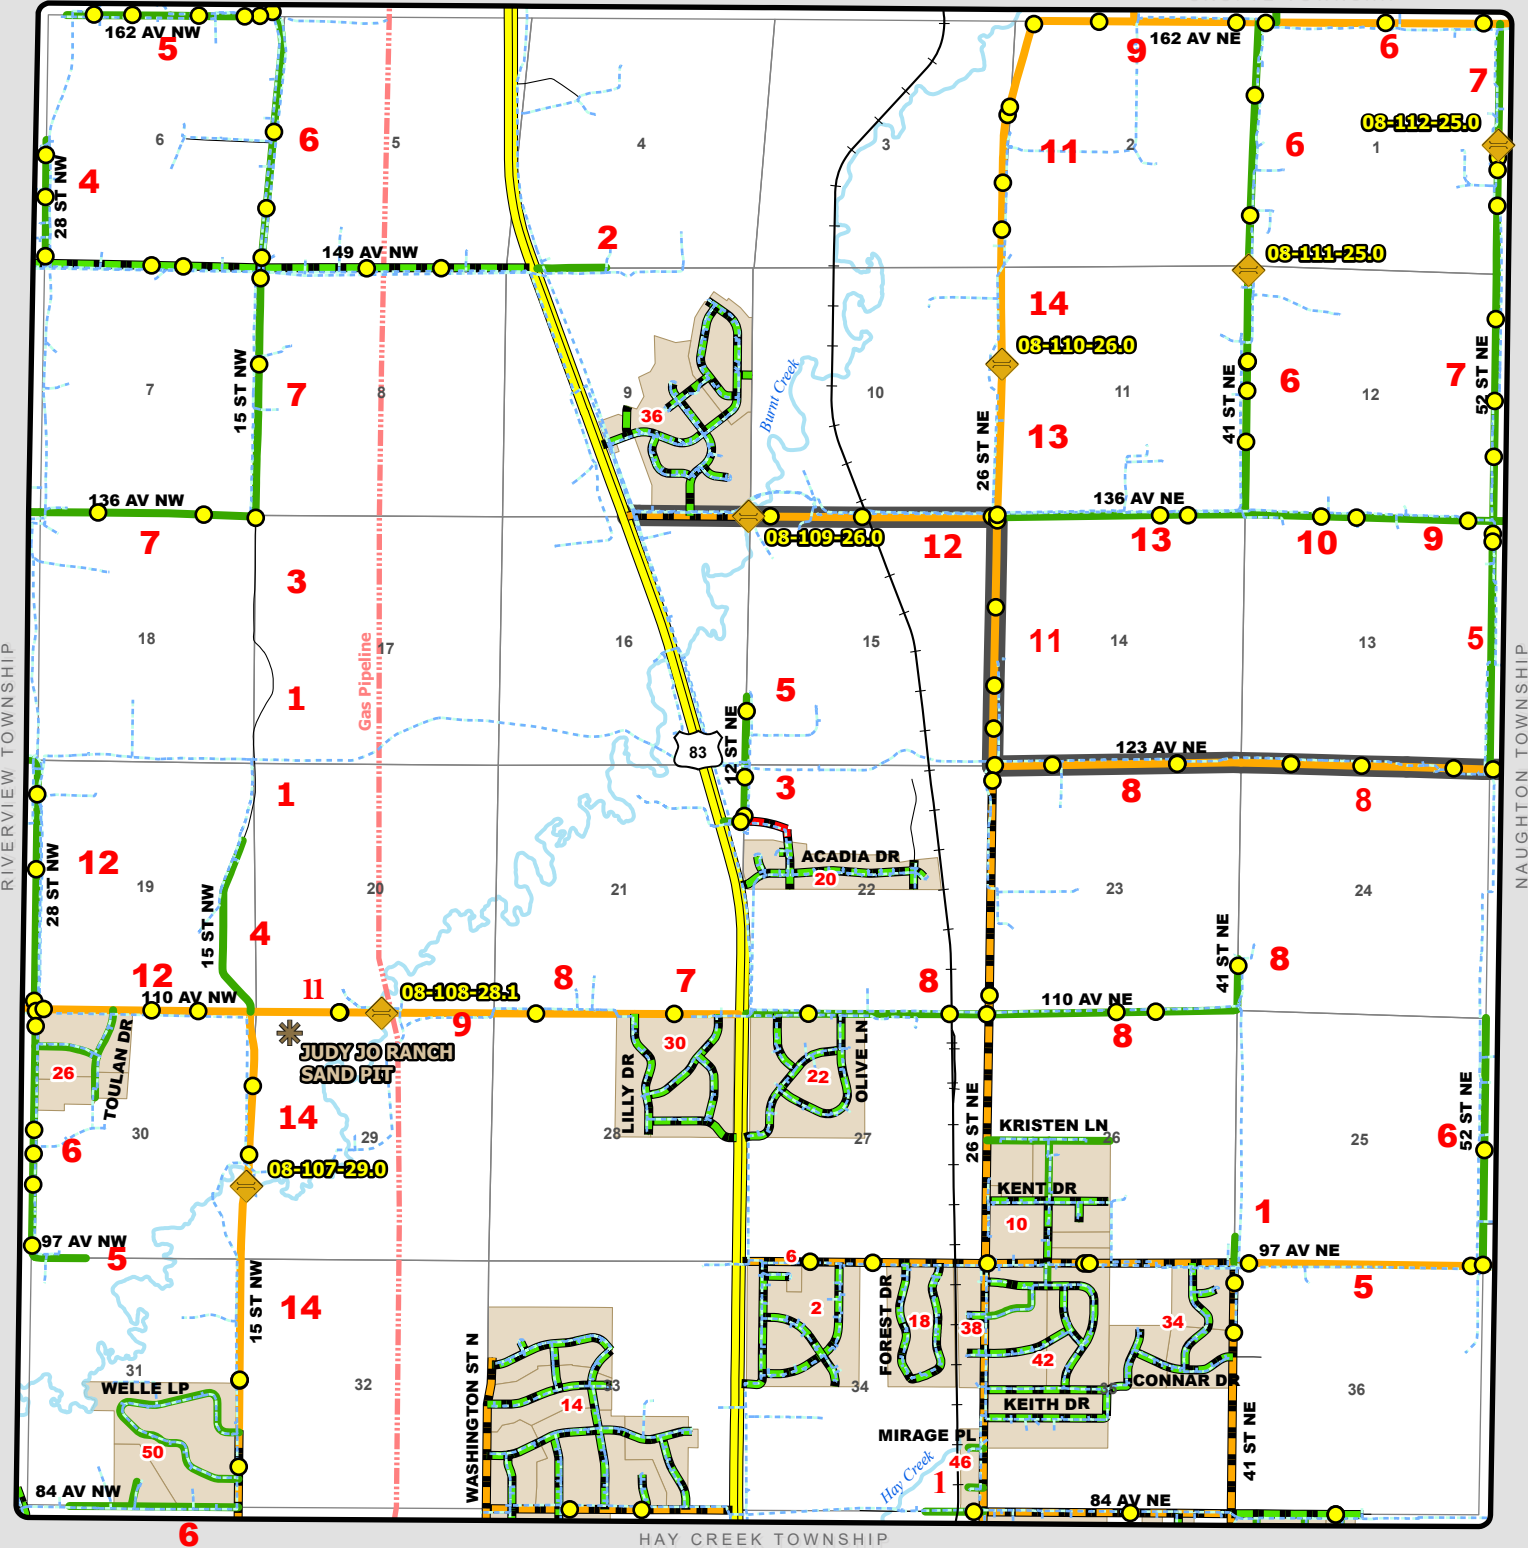 162 AV NW
5
162 AV NE
9
6
7
08-112-25.0
6
6
5
4
3
11
2
6
1
28 ST NW
4
149 AV NW
2
08-111-25.0
14
08-110-26.0
15 ST NW
7
7
8
9
36
Burnt Creek
10
26 ST NE
13
11
41 ST NE
6
12
7
52 ST NE
136 AV NW
7
136 AV NE
08-109-26.0
12
13
10
9
3
18
17
Gas Pipeline
16
15
11
14
13
5
RIVERVIEW TOWNSHIP
NAUGHTON TOWNSHIP
1
5
12 ST NE
83
123 AV NE
1
3
8
8
12
19
28 ST NW
15 ST NW
20
21
ACADIA DR
20
22
23
24
4
41 ST NE
8
12
110 AV NW
11
08-108-28.1
8
7
8
110 AV NE
9
8
JUDY JO RANCH
SAND PIT
26
TOULAN DR
30
LILLY DR
22
OLIVE LN
14
30
29
28
27
26 ST NE
KRISTEN LN
26
25
6
52 ST NE
6
08-107-29.0
KENT DR
10
1
97 AV NW
5
6
97 AV NE
5
15 ST NW
14
2
FOREST DR
18
38
42
34
31
32
33
34
35
36
WELLE LP
CONNAR DR
WASHINGTON ST N
14
KEITH DR
50
MIRAGE PL
46
41 ST NE
Hay Creek
1
84 AV NW
84 AV NE
6
HAY CREEK TOWNSHIP